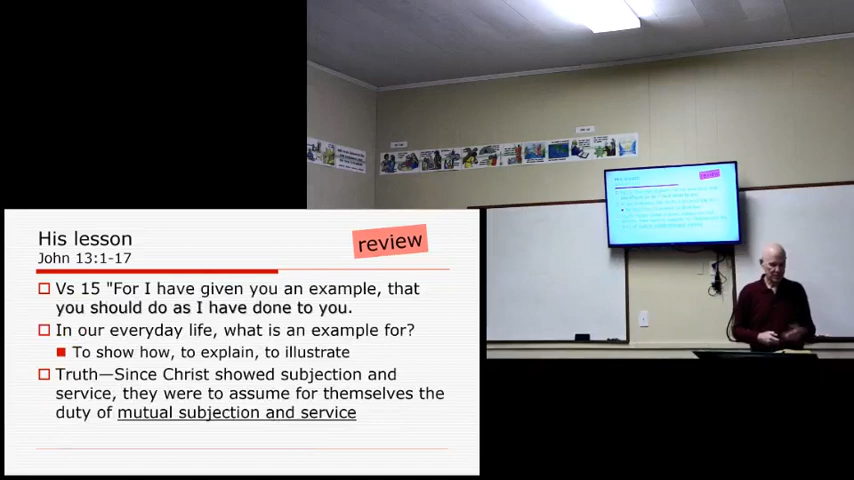 His lesson
review
John 13:1-17
Vs 15 "For I have given you an example, that
you should do as I have done to you.
In our everyday life, what is an example for?
To show how, to explain, to illustrate
Truth—Since Christ showed subjection and
service, they were to assume for themselves the
duty of mutual subjection and service